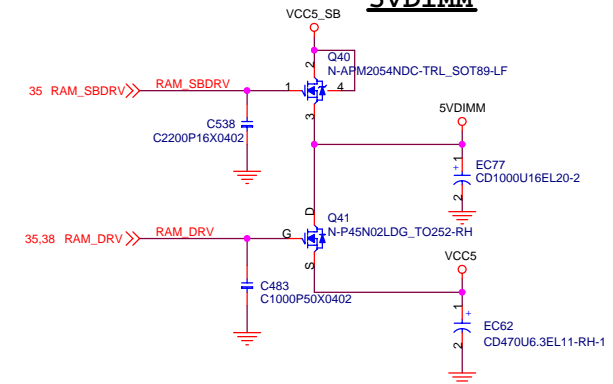 5VDIMM
VCC5_SB
Q40
N-APM2054NDC-TRL_SOT89-LF
2
35 RAM_SBDRV
RAM_SBDRV
1
4
3
C538
C2200P16X0402
5VDIMM
1
+
EC77
CD1000U16EL20-2
2
D
Q41
N-P45N02LDG_TO252-RH
35,38 RAM_DRV
RAM_DRV
G
S
VCC5
C483
C1000P50X0402
1
+
EC62
CD470U6.3EL11-RH-1
2